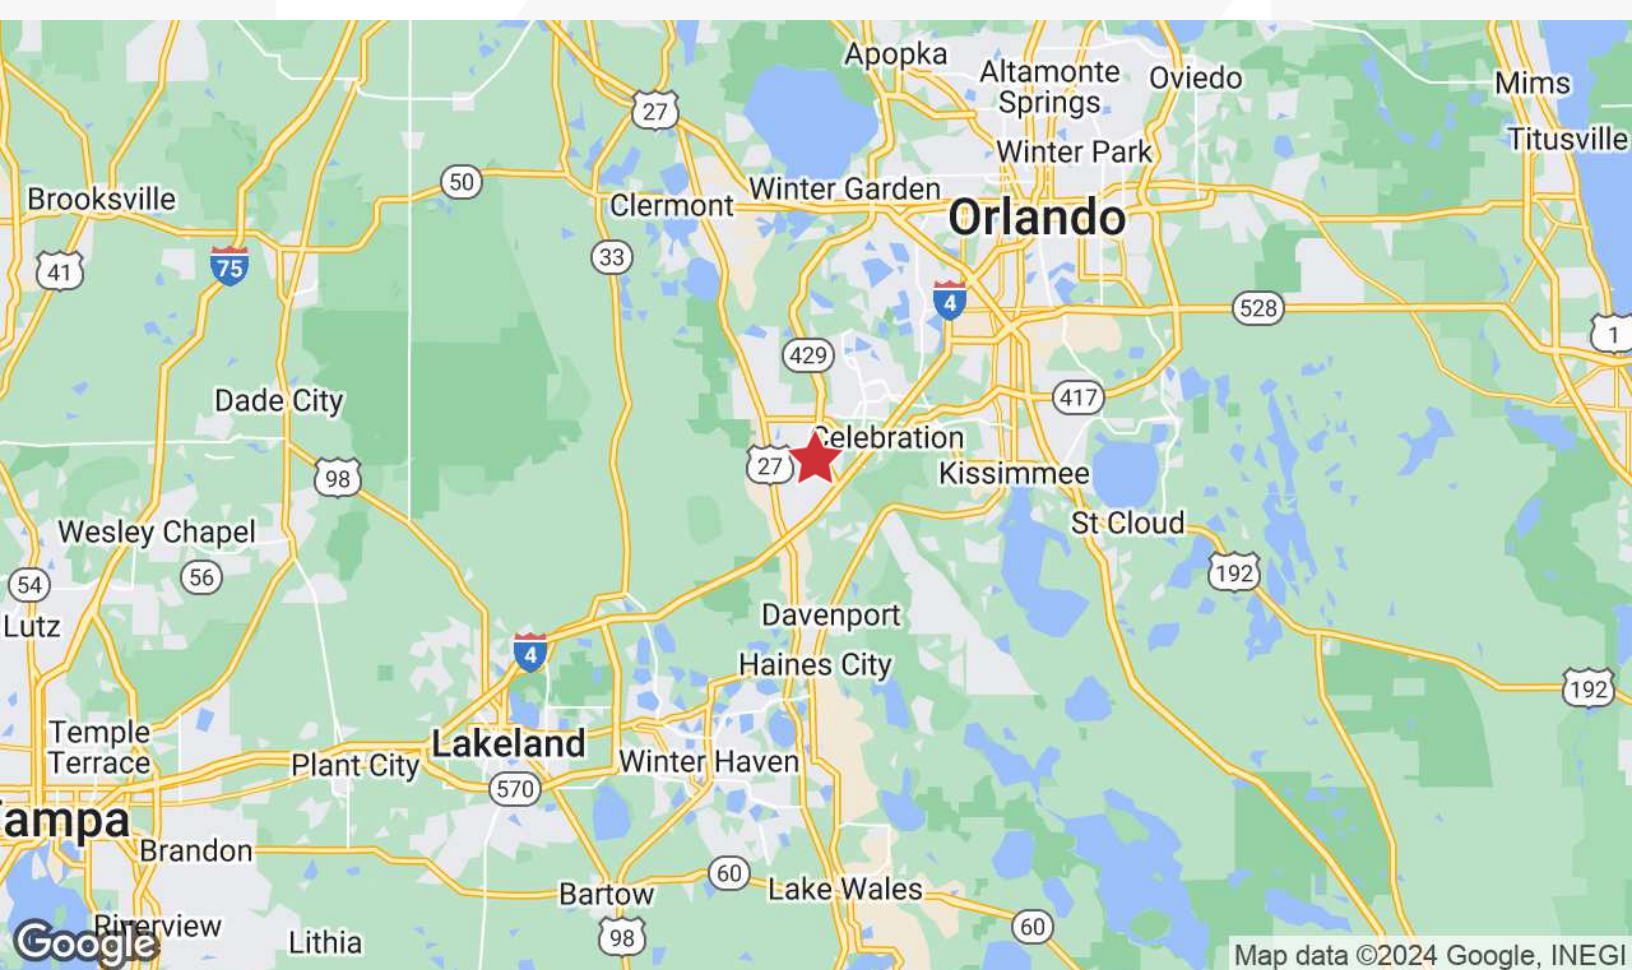 Apopka
Altamonte
Springs
Oviedo
Mims
27
Titusville
Winter Park
50
Brooksville
Clermont
Winter Garden
Orlando
41
75
33
4
528
1
429
Dade City
417
Celebration
27
Kissimmee
98
Wesley Chapel
St Cloud
54
56
192
Lutz
Davenport
4
Haines City
192
Temple
Terrace
Lakeland
Plant City
Winter Haven
570
ampa
Brandon
60
Bartow
Lake Wales
Riverview
60
Google
Lithia
98
Map data ©2024 Google, INEGI